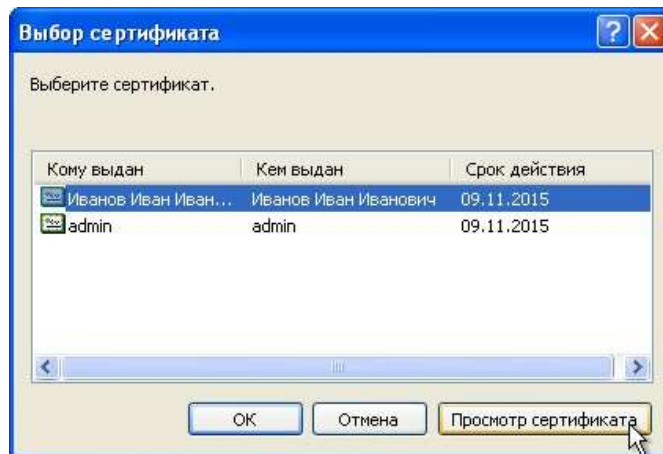 Выбор сертификата
Выберите сертификат.
Кому выдан Кем выдан Срок действия
Иванов Иван Иван... Иванов Иван Иванович 09.11.2015
admin admin 09.11.2015
ОК Отмена Просмотр сертификата